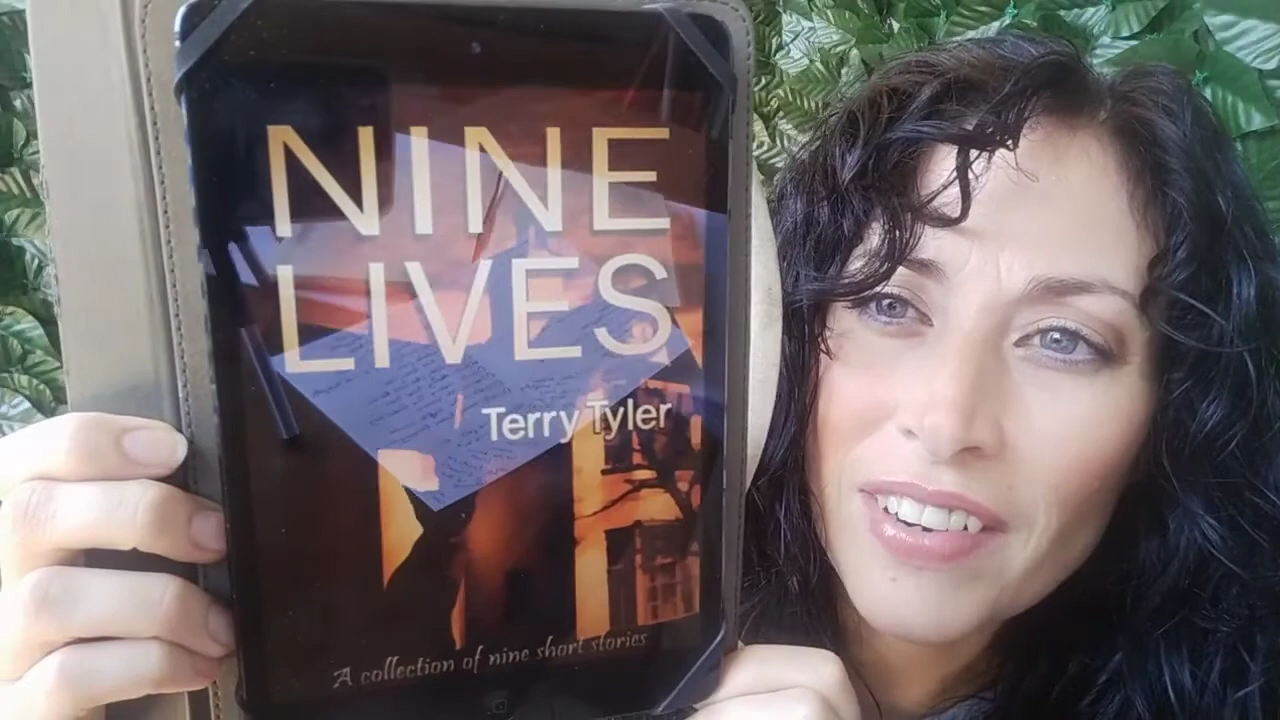 NINE
LIVES
Terry Tyler
A collection of nine short stories